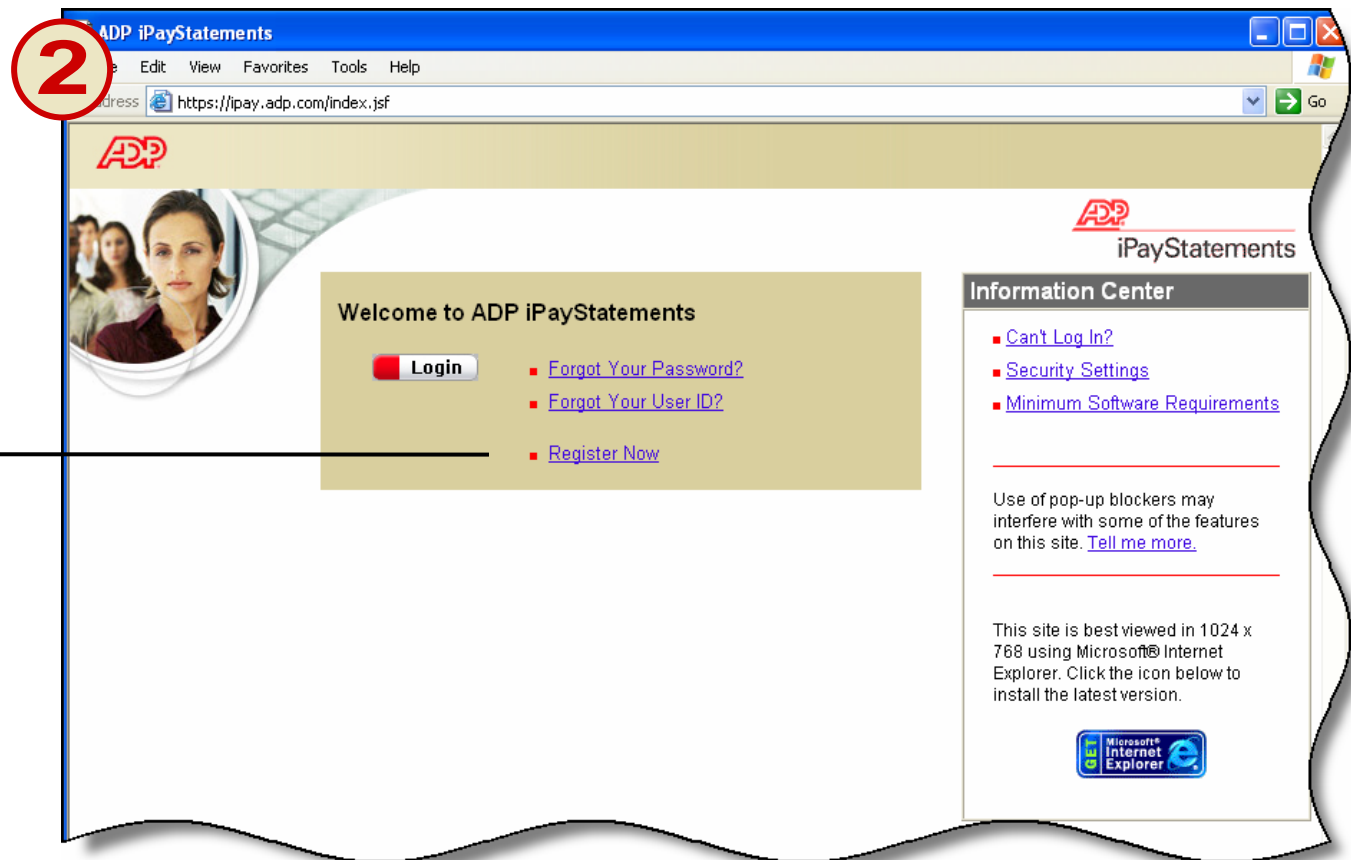 2
ADP iPayStatements
Edit View Favorites Tools Help
https://ipay.adp.com/index.jsf Go
ADP
ADP
iPayStatements
Welcome to ADP iPayStatements
Login
Forgot Your Password?
Forgot Your User ID?
Register Now
Information Center
Can't Log In?
Security Settings
Minimum Software Requirements
Use of pop-up blockers may
interfere with some of the features
on this site. Tell me more.
This site is best viewed in 1024 x
768 using Microsoft® Internet
Explorer. Click the icon below to
install the latest version.
GET
Microsoft®
Internet
Explorer